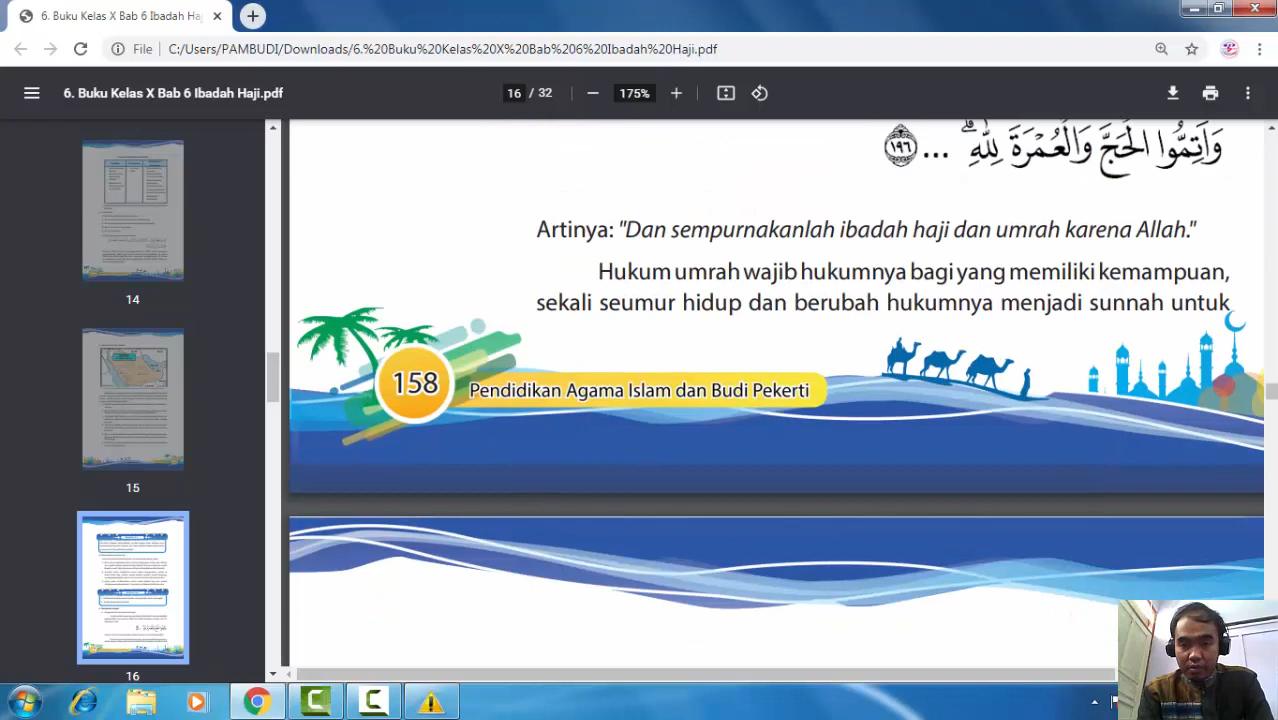 6. Buku Kelas X Bab 6 Ibadah Haj
File
C:/Users/PAMBUDI/Downloads/6.%20Buku%20Kelas%20X%20Bab%206%20Ibadah%20Haji.pdf
6. Buku Kelas X Bab 6 Ibadah Haji.pdf
16 / 32
175%
14
15
16
وَاَتِمُّوا الْحَجَّ وَالْعُمْرَةَ لِلّٰهِ ۗ ... ١٩٦
Artinya: "Dan sempurnakanlah ibadah haji dan umrah karena Allah."
Hukum umrah wajib hukumnya bagi yang memiliki kemampuan,
sekali seumur hidup dan berubah hukumnya menjadi sunnah untuk
158
Pendidikan Agama Islam dan Budi Pekerti